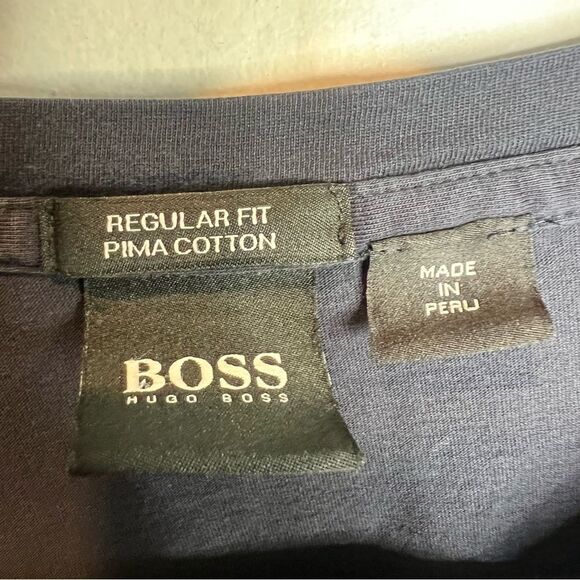 REGULAR FIT
PIMA COTTON
BOSS
HUGO BOSS
MADE
IN
PERU